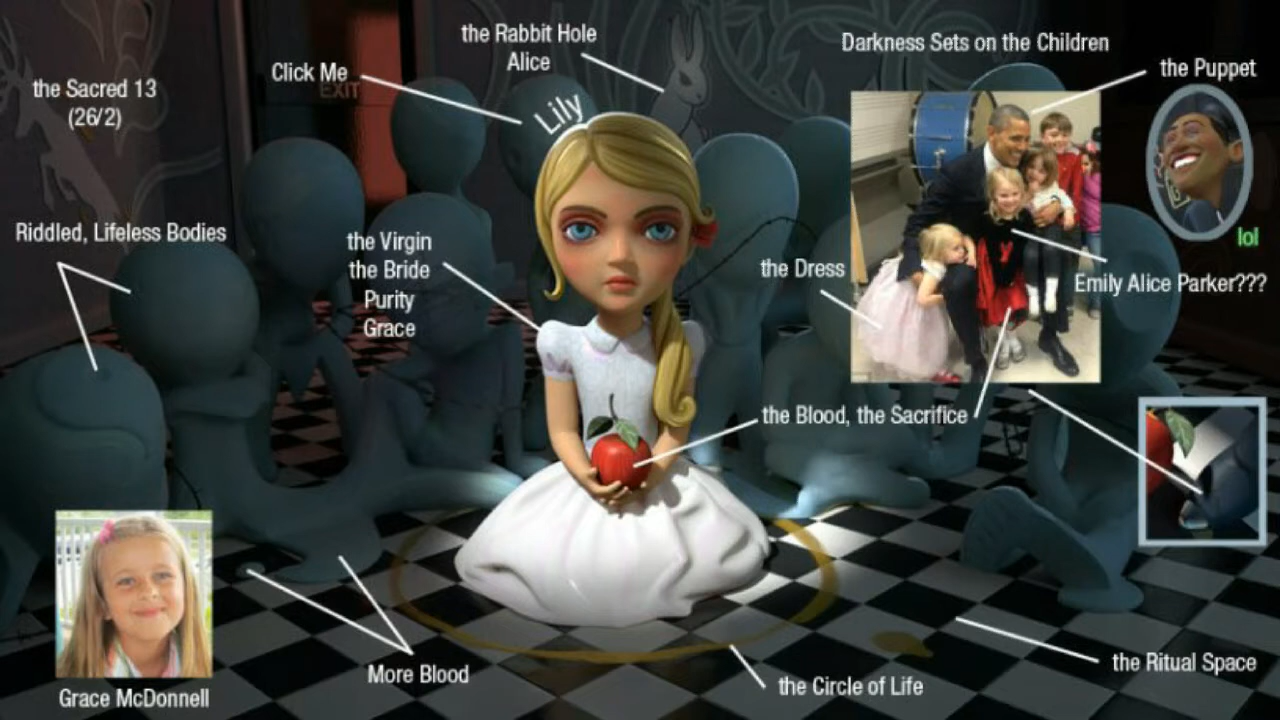 the Rabbit Hole
Alice
Darkness Sets on the Children
the Puppet
Click Me
the Sacred 13
(26/2)
EXIT
Lily
lol
Riddled, Lifeless Bodies
the Virgin
the Bride
Purity
Grace
the Dress
Emily Alice Parker???
the Blood, the Sacrifice
More Blood
the Circle of Life
the Ritual Space
Grace McDonnell